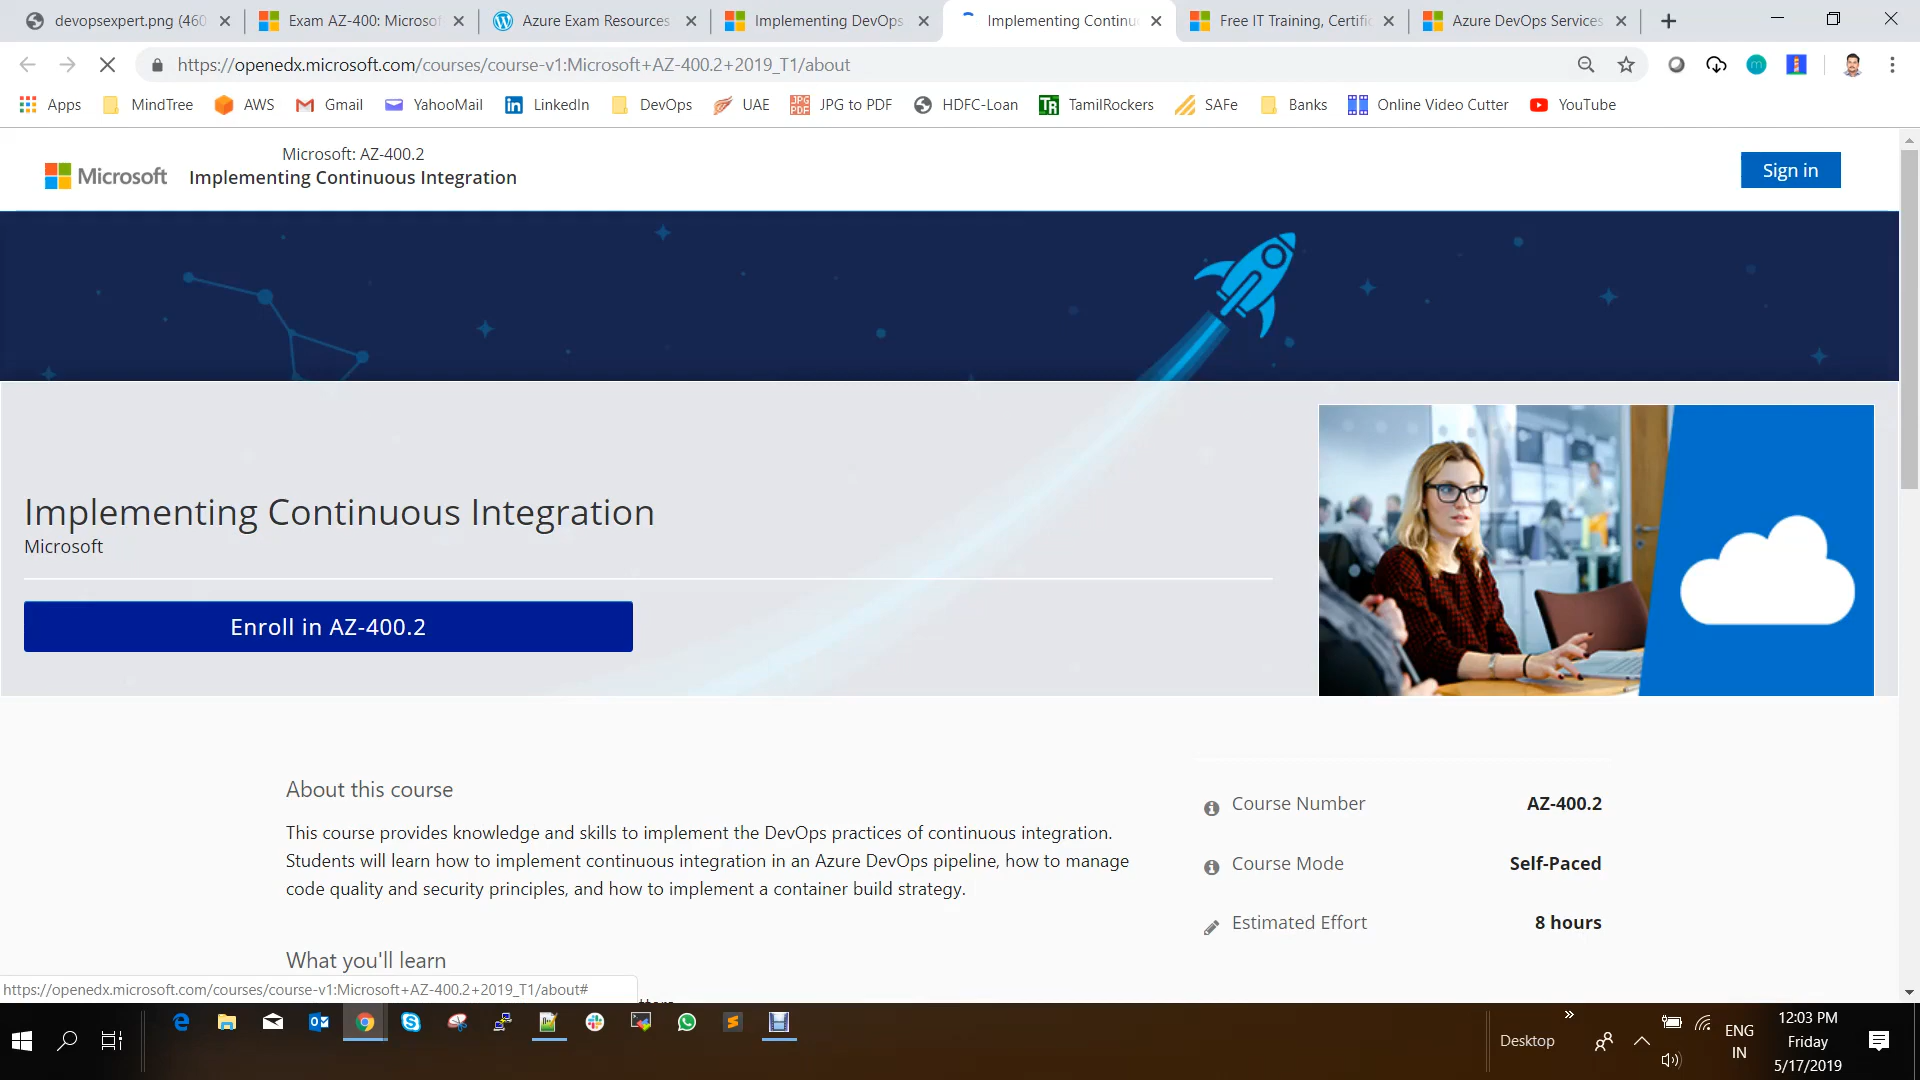 devopsexpert.png (460
Exam AZ-400: Microsof
Azure Exam Resources
Implementing DevOps
Implementing Continu
Free IT Training, Certific
Azure DevOps Services
https://openedx.microsoft.com/courses/course-v1:Microsoft+AZ-400.2+2019_T1/about
Apps
MindTree
AWS
Gmail
YahooMail
LinkedIn
DevOps
UAE
JPG to PDF
HDFC-Loan
TR
TamilRockers
SAFe
Banks
Online Video Cutter
YouTube
Microsoft
Microsoft: AZ-400.2
Implementing Continuous Integration
Sign in
Implementing Continuous Integration
Microsoft
Enroll in AZ-400.2
About this course
This course provides knowledge and skills to implement the DevOps practices of continuous integration.
Students will learn how to implement continuous integration in an Azure DevOps pipeline, how to manage
code quality and security principles, and how to implement a container build strategy.
What you'll learn
Course Number AZ-400.2
Course Mode Self-Paced
Estimated Effort 8 hours
https://openedx.microsoft.com/courses/course-v1:Microsoft+AZ-400.2+2019_T1/about#
Desktop
ENG
IN
12:03 PM
Friday
5/17/2019